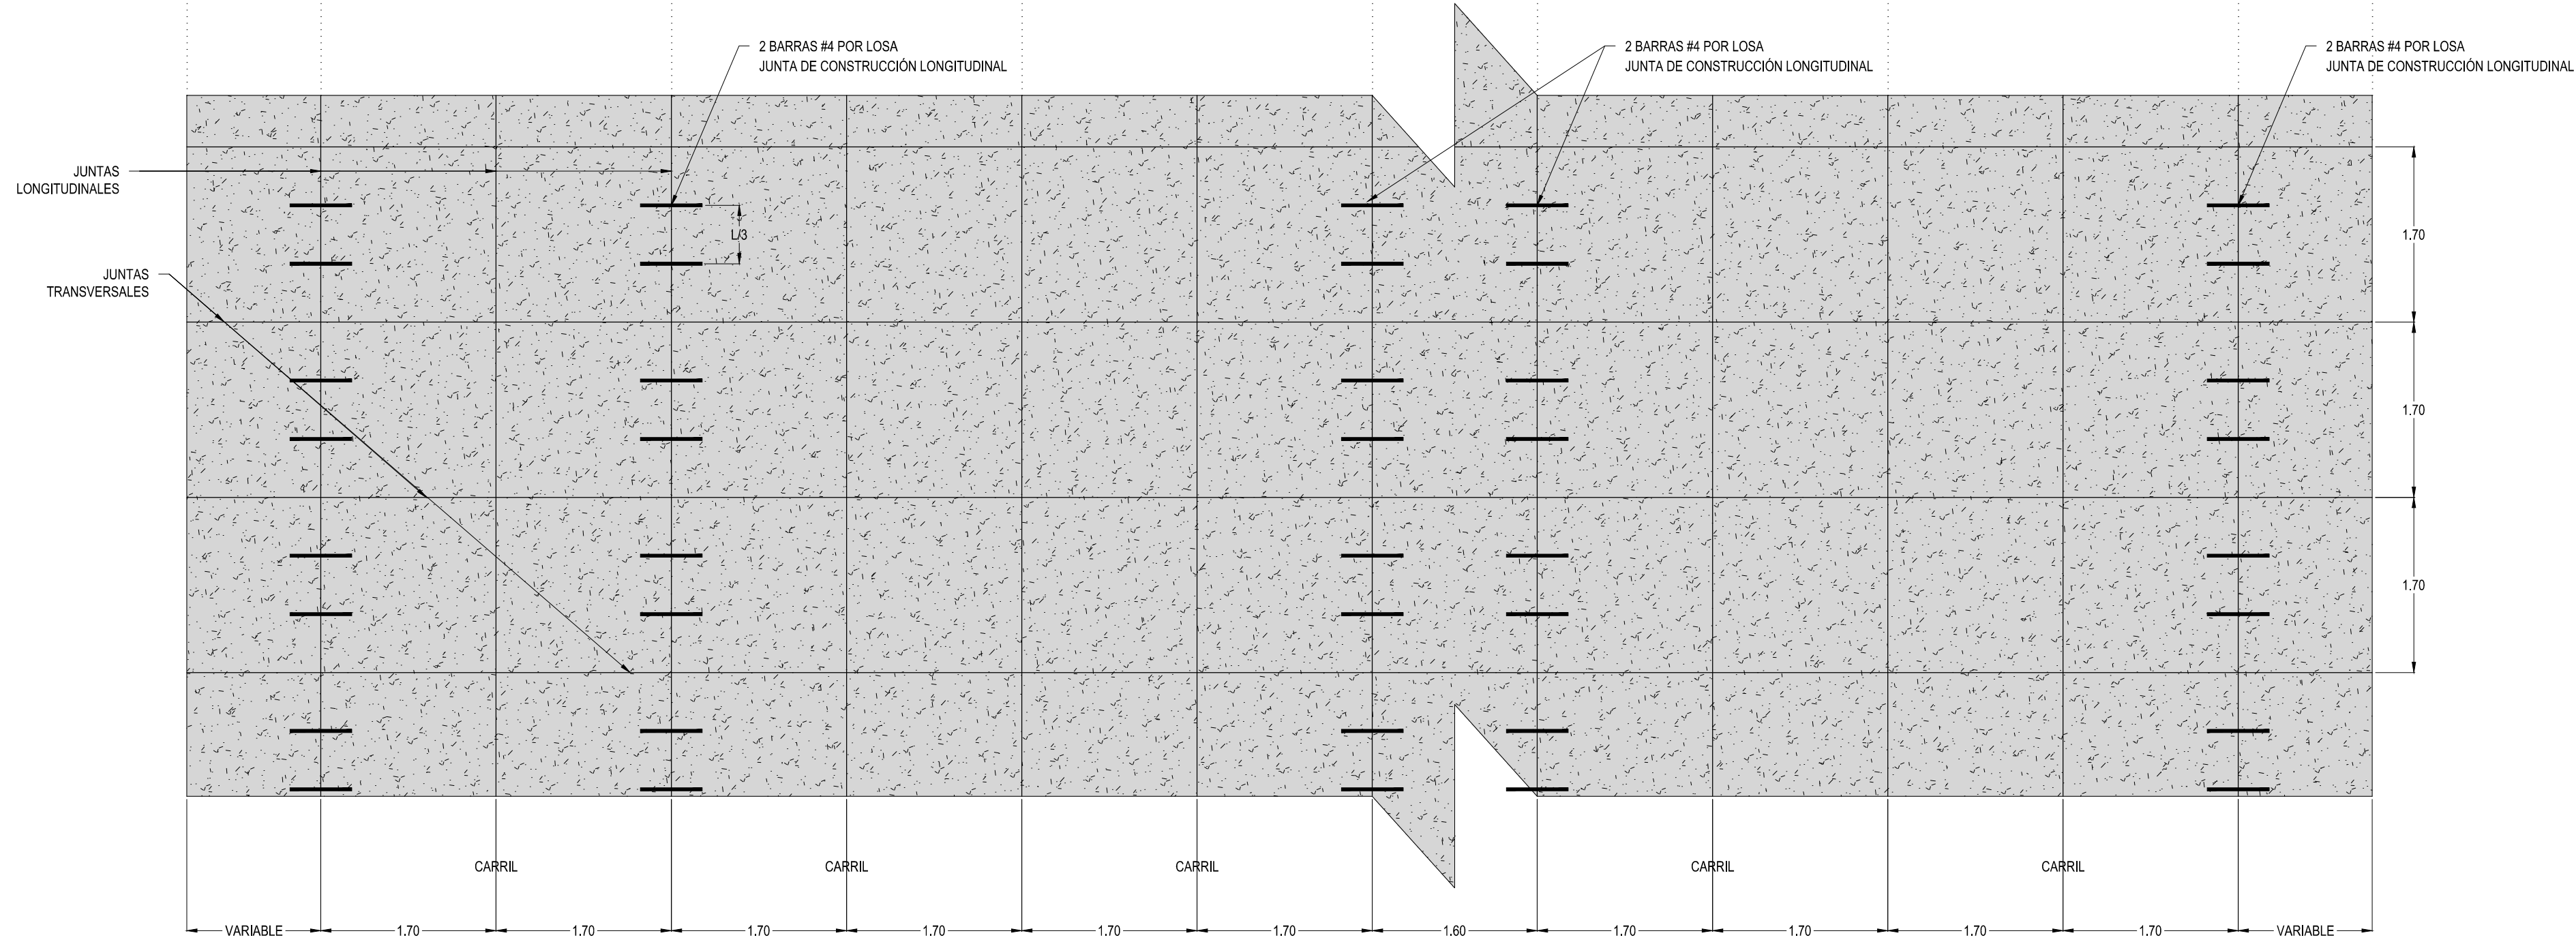 2 BARRAS #4 POR LOSA
JUNTA DE CONSTRUCCIÓN LONGITUDINAL
2 BARRAS #4 POR LOSA
JUNTA DE CONSTRUCCIÓN LONGITUDINAL
2 BARRAS #4 POR LOSA
JUNTA DE CONSTRUCCIÓN LONGITUDINAL
JUNTAS
LONGITUDINALES
L/3
1.70
JUNTAS
TRANSVERSALES
1.70
1.70
CARRIL
CARRIL
CARRIL
CARRIL
CARRIL
VARIABLE
1.70
1.70
1.70
1.70
1.70
1.70
1.60
1.70
1.70
1.70
1.70
VARIABLE